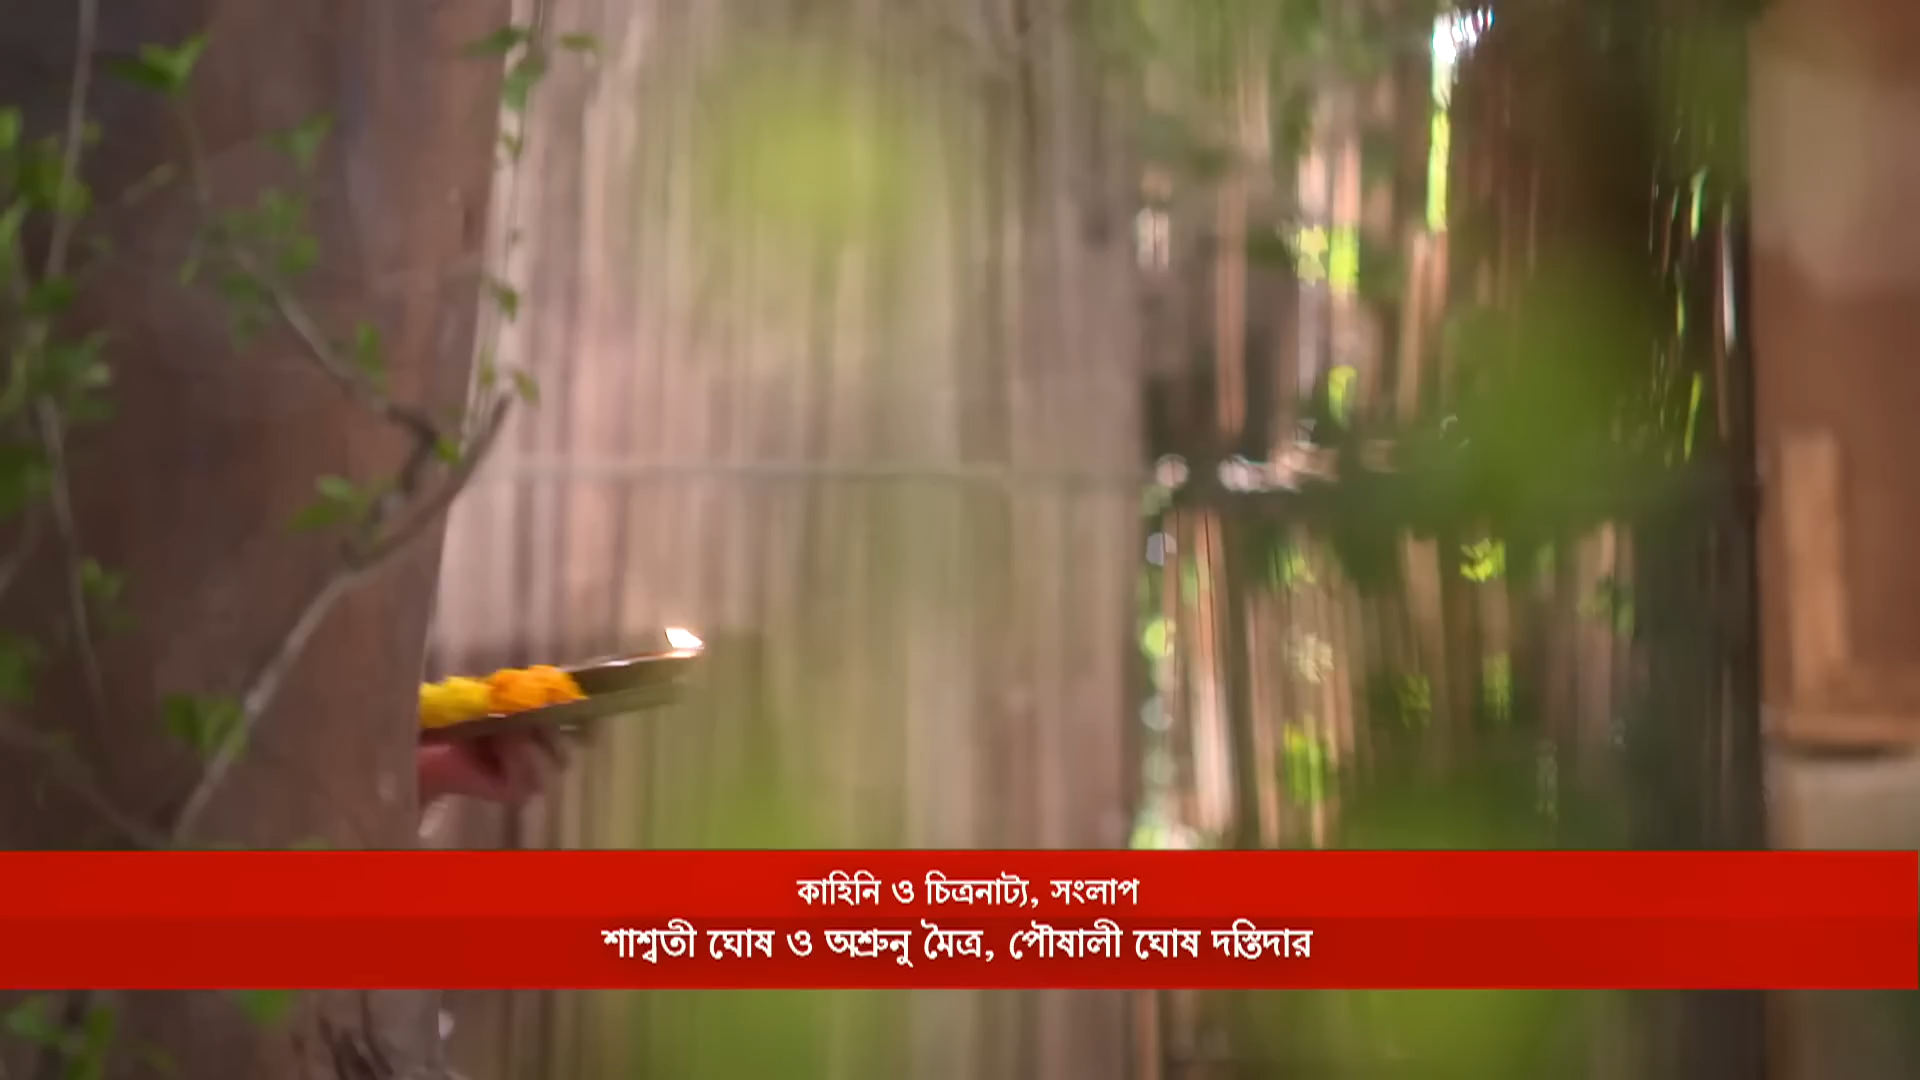 কাহিনি ও চিত্রনাট্য, সংলাপ
শাশ্বতী ঘোষ ও অশ্রুনু মৈত্র, পৌষালী ঘোষ দস্তিদার